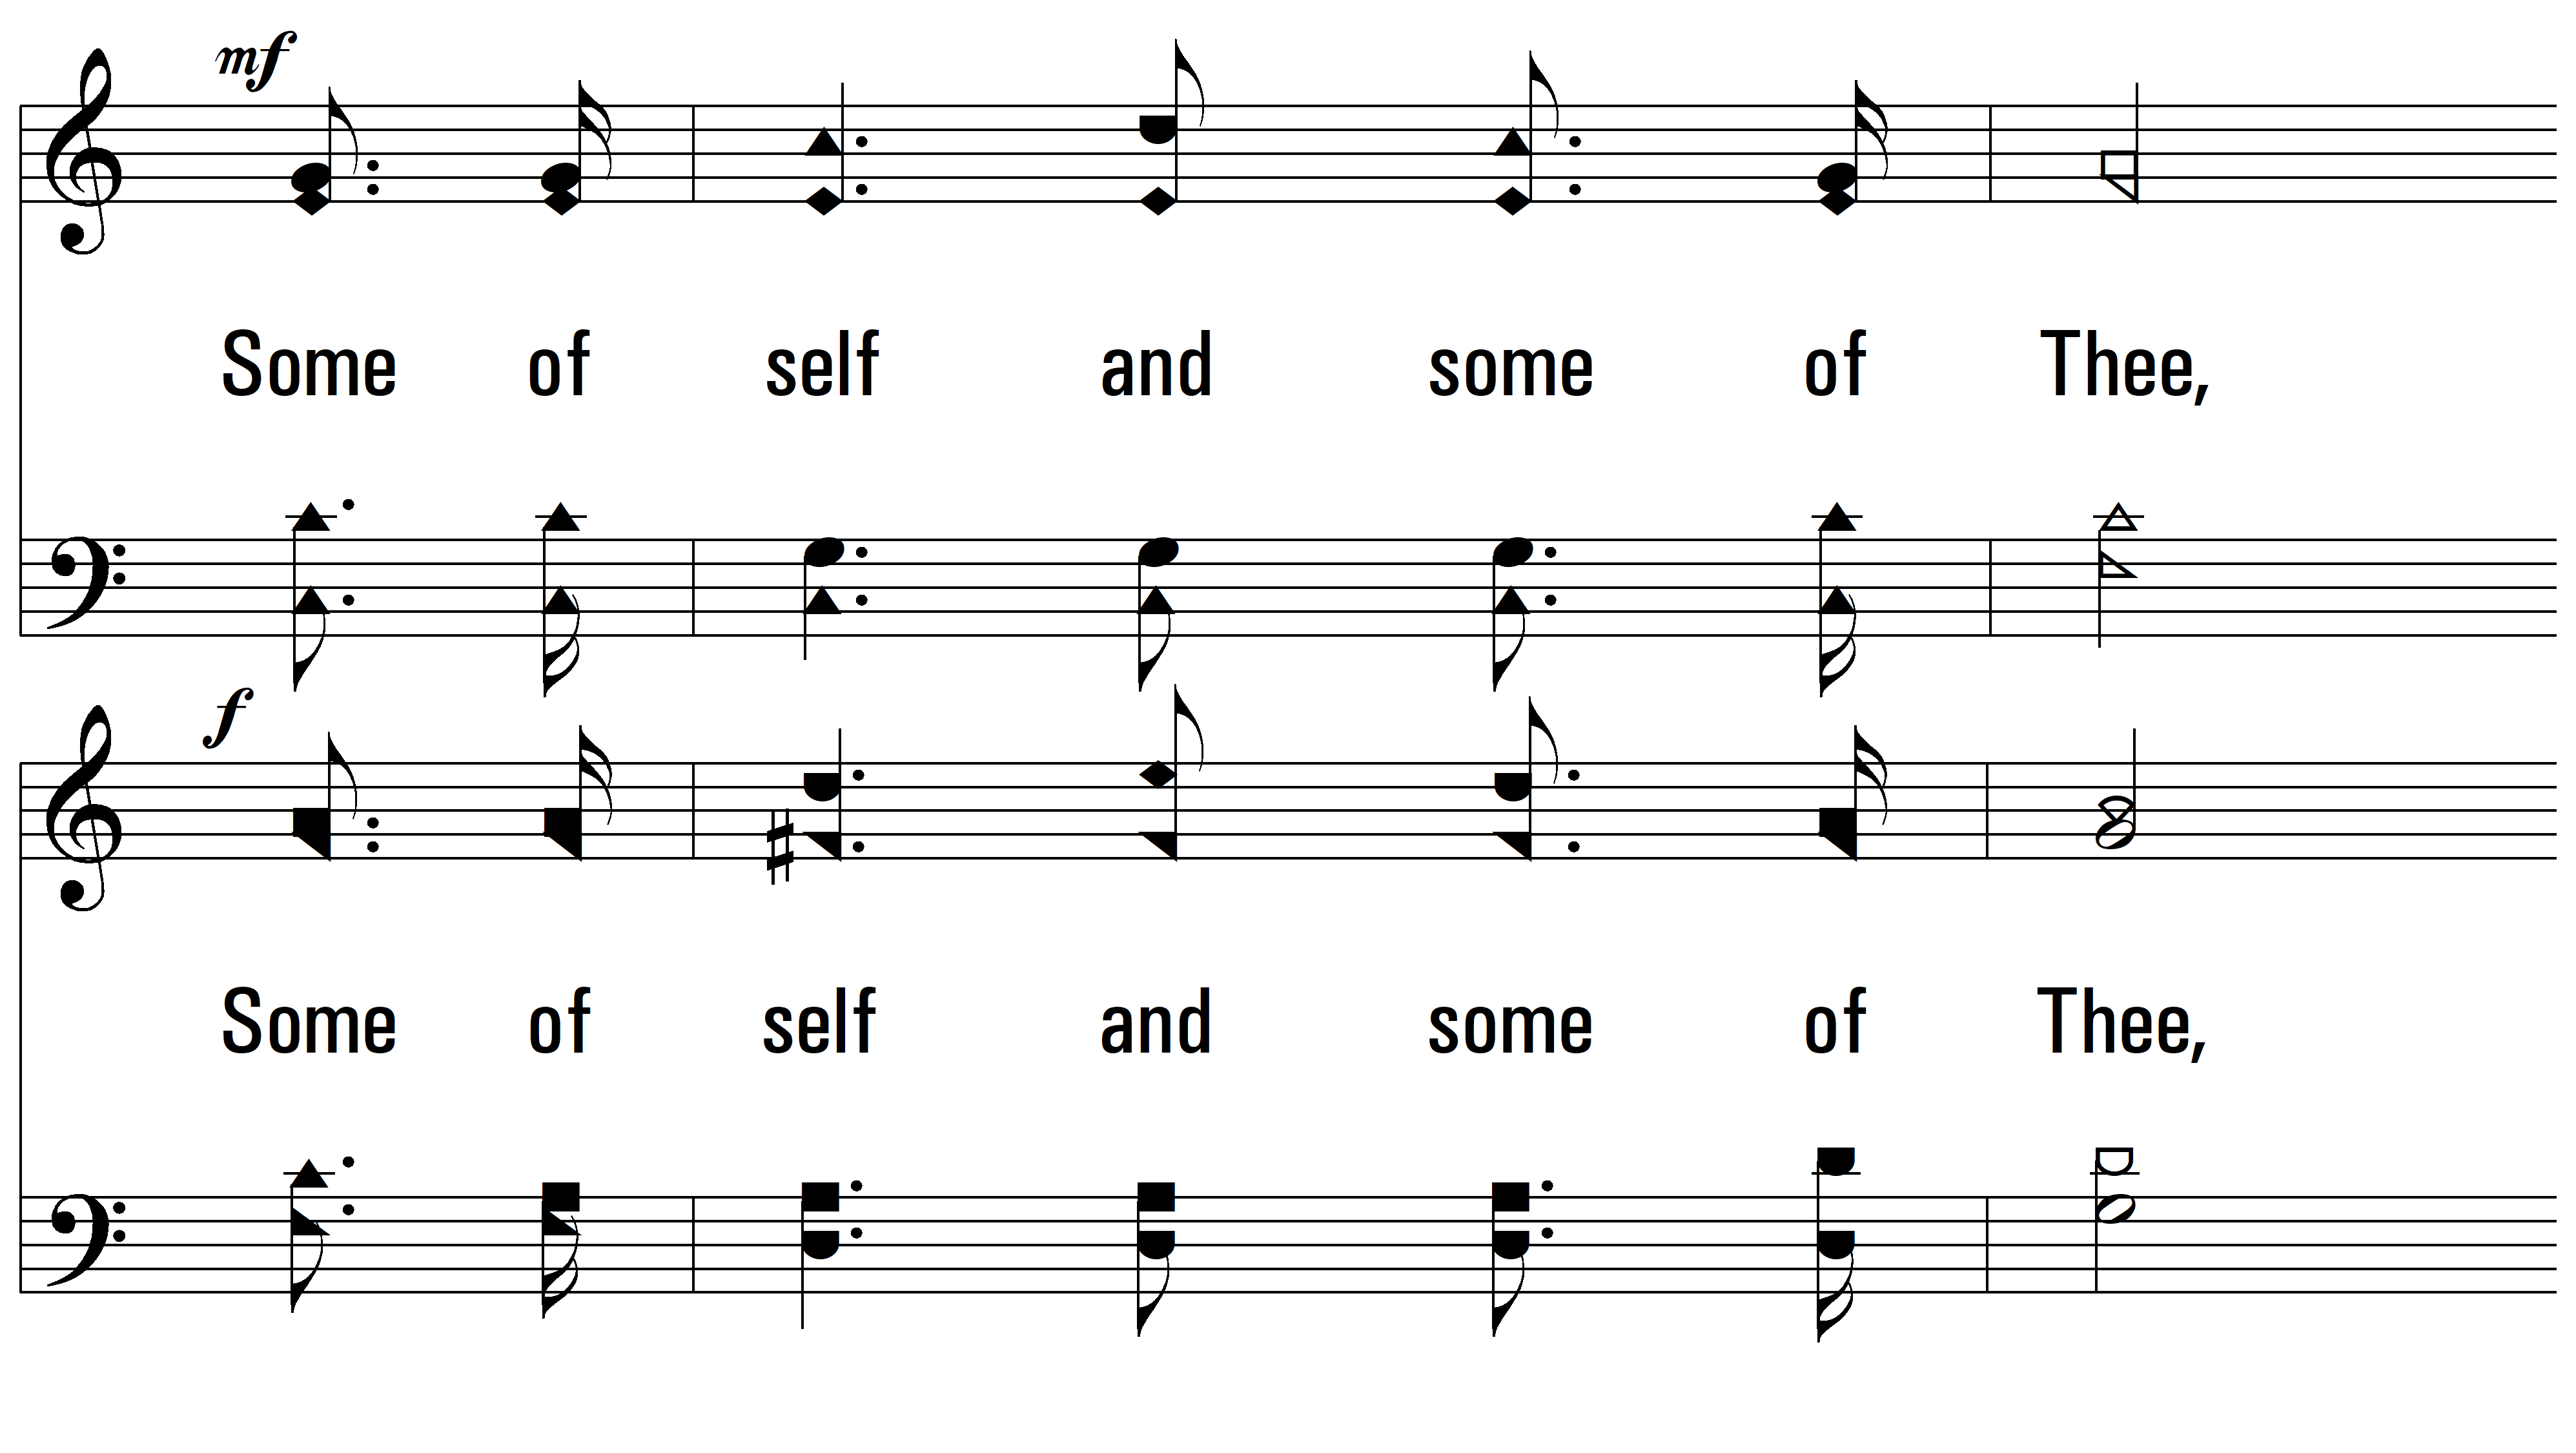 mf
Some of self and some of Thee,
f
Some of self and some of Thee,